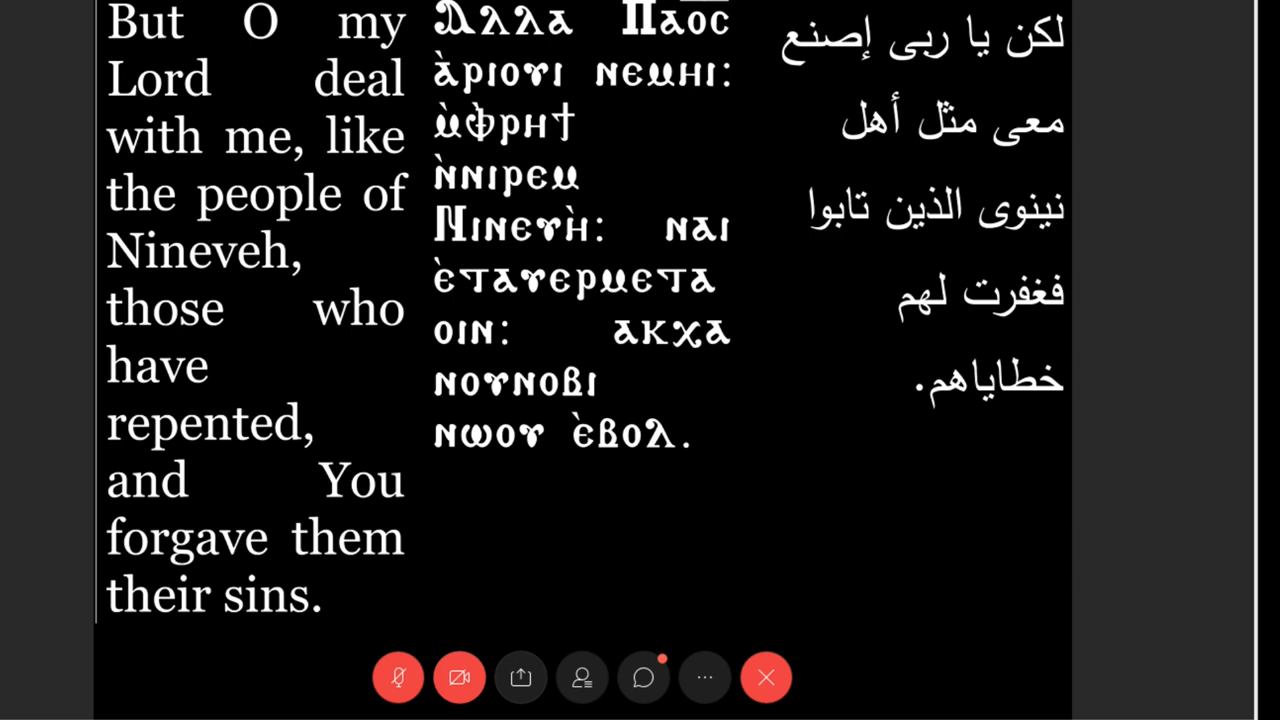 But O my
Lord deal
with me, like
the people of
Nineveh,
those who
have
repented,
and You
forgave them
their sins.
Ⲁⲗⲗⲁ Ⲡⲁⲟ̅ⲥ̅
ⲁ̀ⲣⲓⲟⲩⲓ ⲛⲉⲙⲏⲓ:
ⲙ̀ⲫ̀ⲣⲏϯ
ⲛ̀ⲛⲓⲣⲉⲙ
Ⲛⲓⲛⲉⲩⲏ̀: ⲛⲁⲓ
ⲉ̀ⲧⲁⲩⲉⲣⲙⲉⲧⲁ
ⲟⲓⲛ: ⲁⲕⲭⲁ
ⲛⲟⲩⲛⲟⲃⲓ
ⲛⲱⲟⲩ ⲉ̀ⲃⲟⲗ.
لكن يا ربى إصنع
معى مثل أهل
نينوى الذين تابوا
فغفرت لهم
خطاياهم.